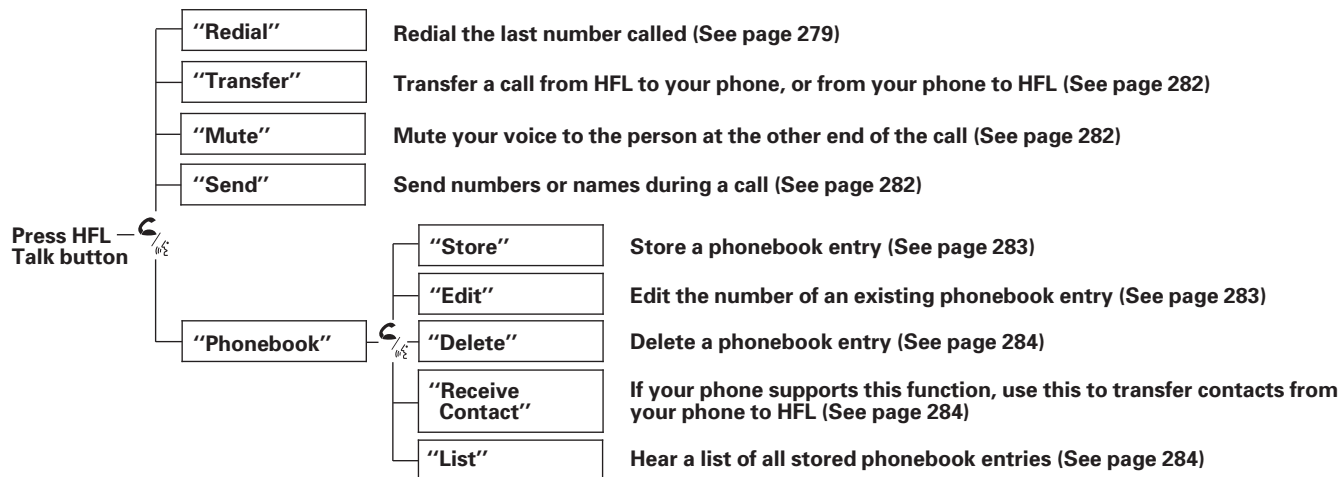 "Redial" Redial the last number called (See page 279)
"Transfer" Transfer a call from HFL to your phone, or from your phone to HFL (See page 282)
"Mute" Mute your voice to the person at the other end of the call (See page 282)
"Send" Send numbers or names during a call (See page 282)
Press HFL
Talk button
"Phonebook"
"Store" Store a phonebook entry (See page 283)
"Edit" Edit the number of an existing phonebook entry (See page 283)
"Delete" Delete a phonebook entry (See page 284)
"Receive
Contact"
If your phone supports this function, use this to transfer contacts from
your phone to HFL (See page 284)
"List" Hear a list of all stored phonebook entries (See page 284)